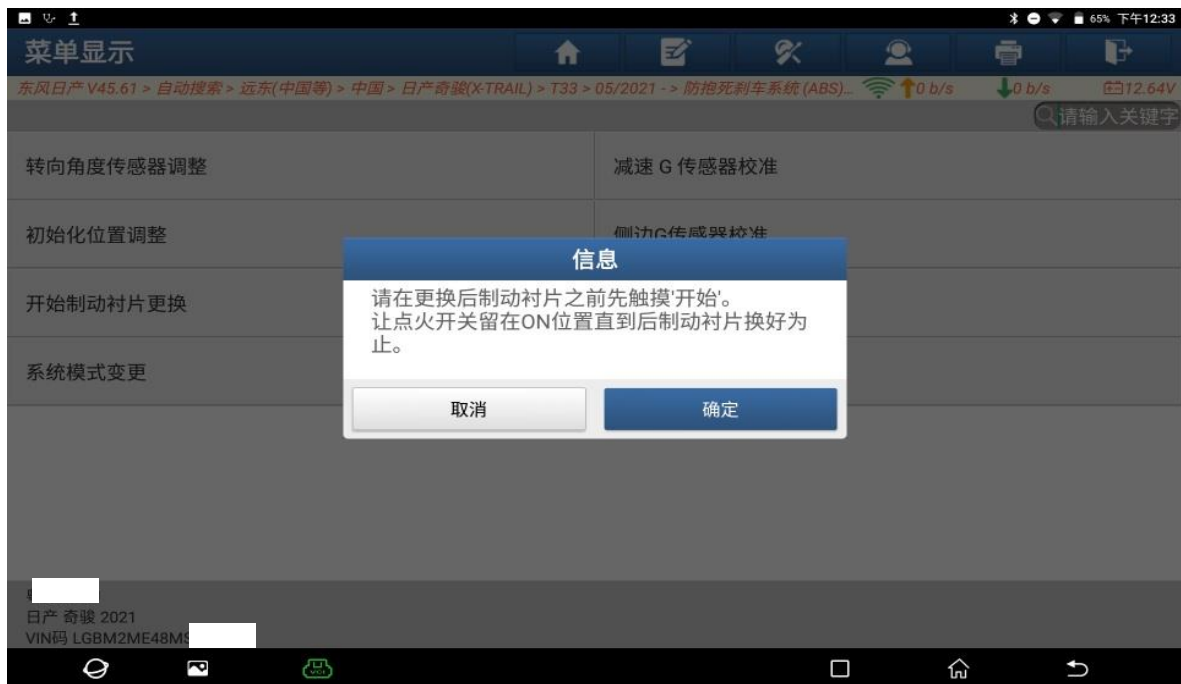 65% 下午12:33
菜单显示
东风日产 V45.61 > 自动搜索 > 远东(中国等) > 中国 > 日产奇骏(X-TRAIL) > T33 > 05/2021 - > 防抱死刹车系统 (ABS)... 0 b/s 0 b/s 12.64V
请输入关键字
转向角度传感器调整 减速 G 传感器校准
初始化位置调整 侧边G传感器校准
信息
请在更换后制动衬片之前先触摸'开始'。
开始制动衬片更换
让点火开关留在ON位置直到后制动衬片换好为
止。
系统模式变更
取消 确定
日产 奇骏 2021
VIN码 LGBM2ME48MS
VCI